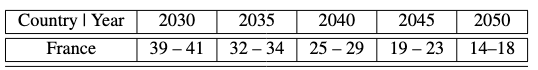 Country | Year 2030 2035 2040 2045 2050
France 39 – 41 32 – 34 25 – 29 19 – 23 14–18